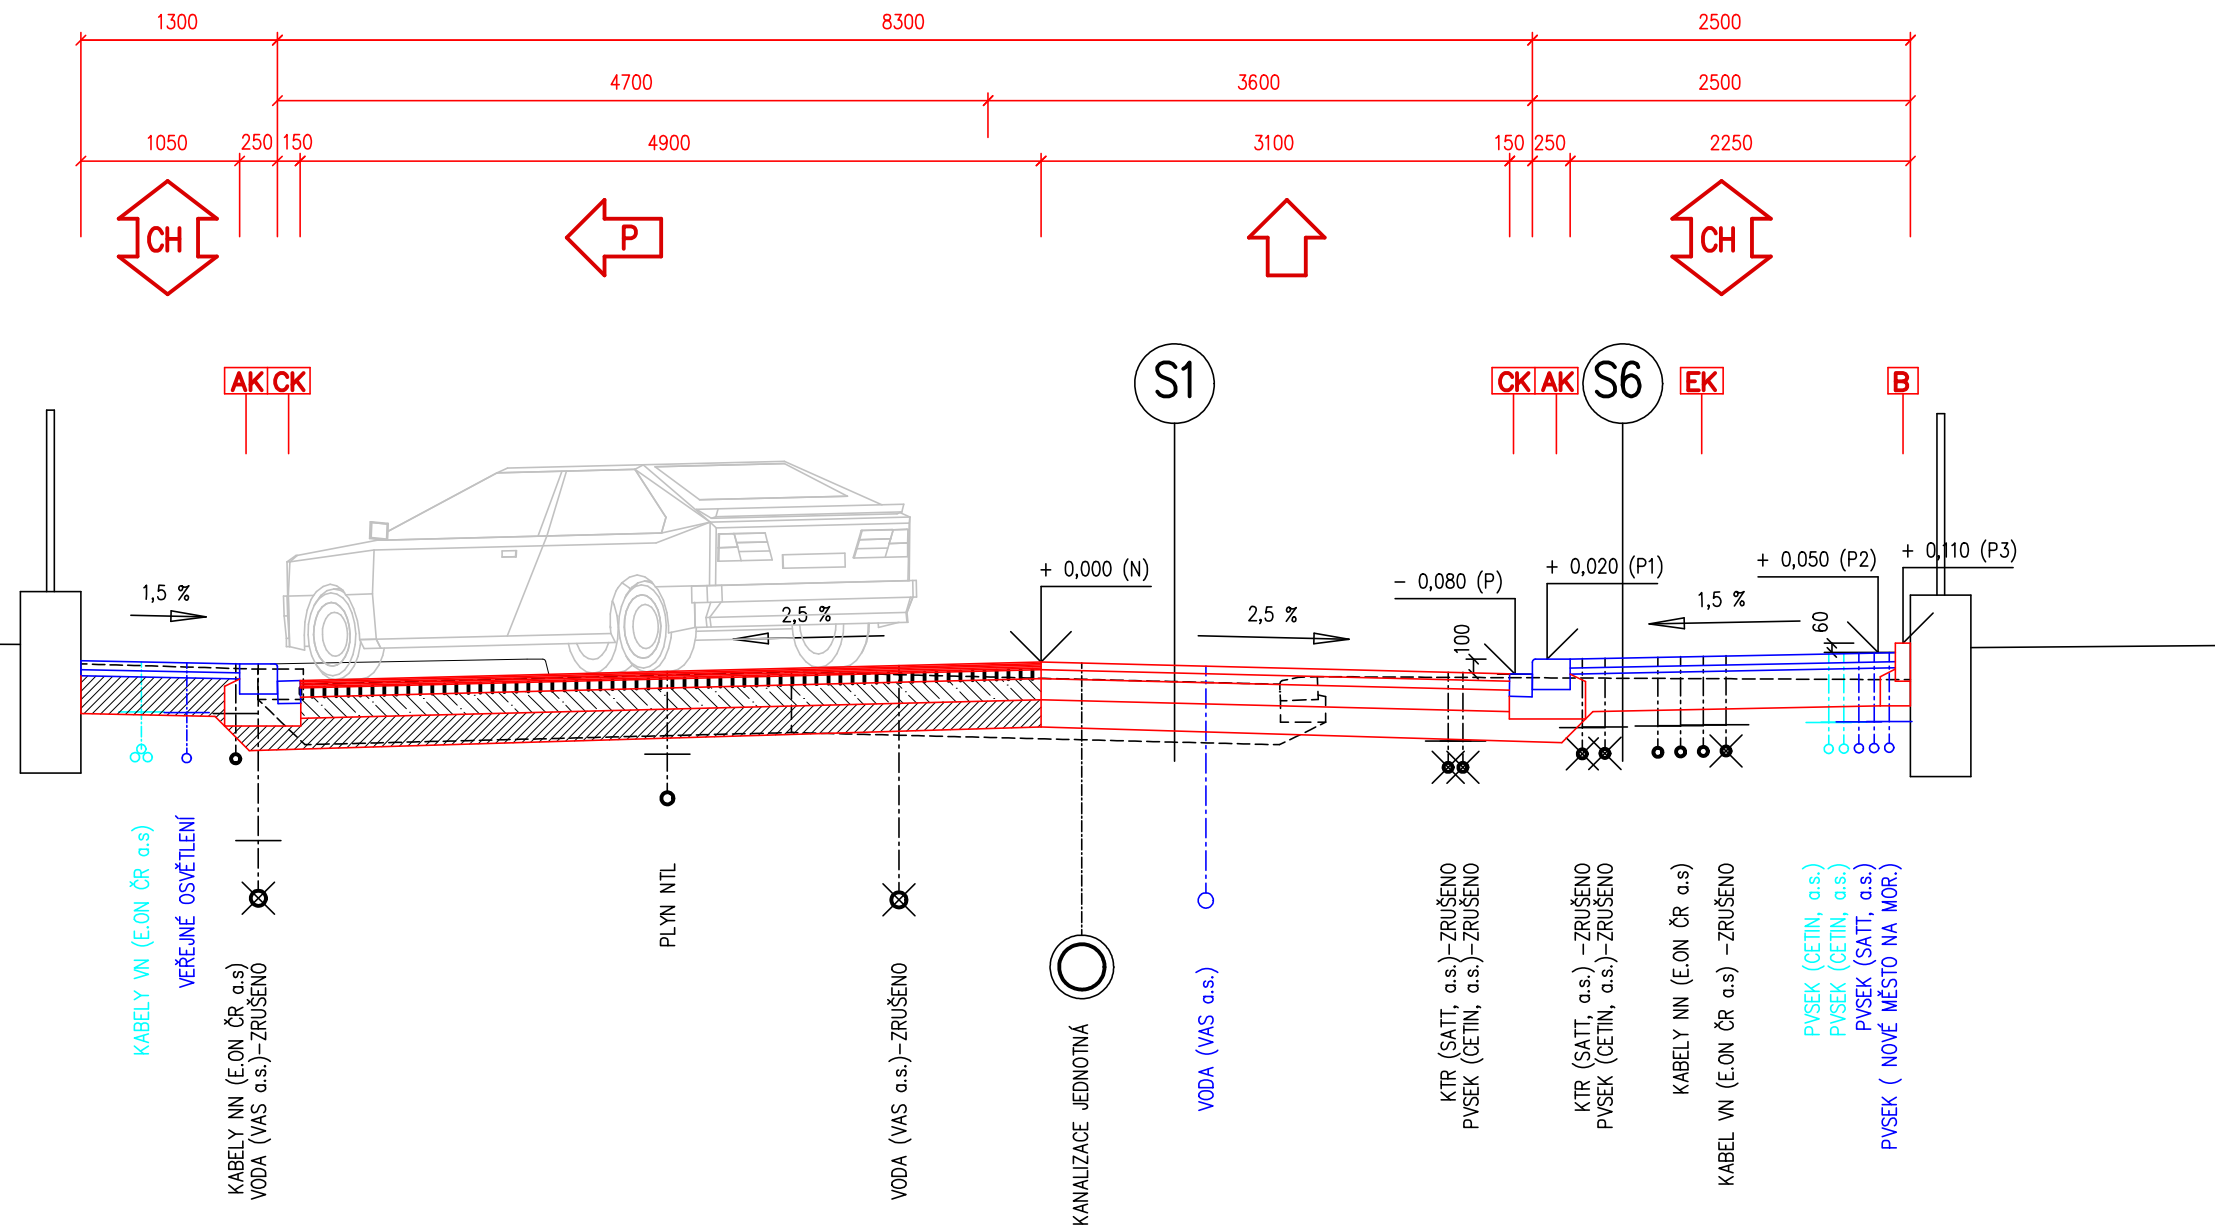 1300
8300
2500
4700
3600
2500
1050
250
150
4900
3100
150
250
2250
CH
P
CH
AK
CK
S1
CK
AK
S6
EK
B
1,5 %
2,5 %
+ 0,000 (N)
2,5 %
- 0,080 (P)
100
+ 0,020 (P1)
1,5 %
+ 0,050 (P2)
60
+ 0,110 (P3)
KABELY VN (E.ON ČR a.s)
VEŘEJNÉ OSVĚTLENÍ
KABELY NN (E.ON ČR a.s)
VODA (VAS a.s.)-ZRUŠENO
PLYN NTL
VODA (VAS a.s.)-ZRUŠENO
KANALIZACE JEDNOTNÁ
VODA (VAS a.s.)
KTR (SATT, a.s.)-ZRUŠENO
PVSEK (CETIN, a.s.)-ZRUŠENO
KTR (SATT, a.s.) -ZRUŠENO
PVSEK (CETIN, a.s.)-ZRUŠENO
KABELY NN (E.ON ČR a.s)
KABEL VN (E.ON ČR a.s) -ZRUŠENO
PVSEK (CETIN, a.s.)
PVSEK (CETIN, a.s.)
PVSEK (SATT, a.s.)
PVSEK ( NOVÉ MĚSTO NA MOR.)